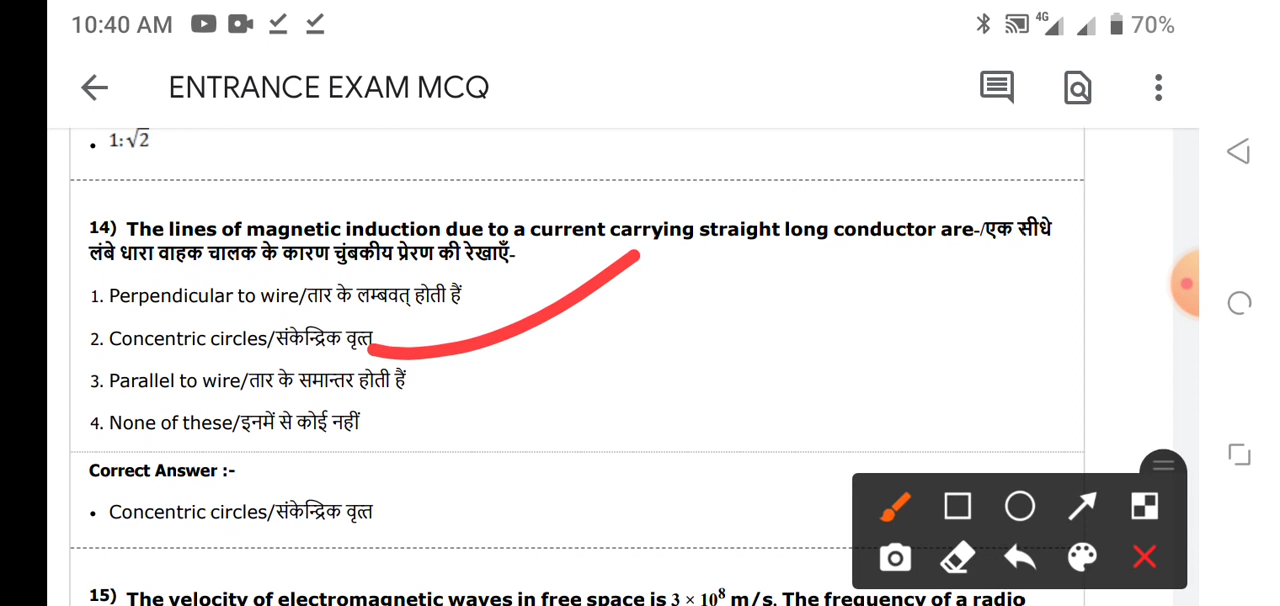 10:40 AM 4G 70%
ENTRANCE EXAM MCQ
• 1:√2
14) The lines of magnetic induction due to a current carrying straight long conductor are-/एक सीधे
लंबे धारा वाहक चालक के कारण चुंबकीय प्रेरण की रेखाएँ-
1. Perpendicular to wire/तार के लम्बवत् होती हैं
2. Concentric circles/संकेन्द्रिक वृत्त
3. Parallel to wire/तार के समान्तर होती हैं
4. None of these/इनमें से कोई नहीं
Correct Answer :-
• Concentric circles/संकेन्द्रिक वृत्त
15) The velocity of electromagnetic waves in free space is 3 × 10⁸ m/s. The frequency of a radio